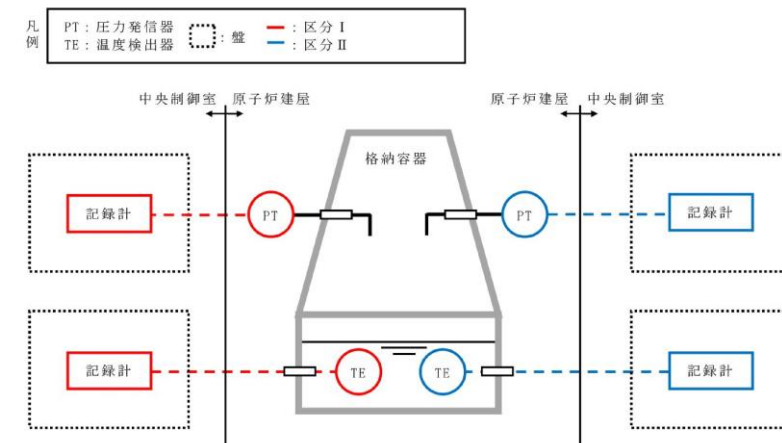 凡例
PT：圧力発信器
TE：温度検出器
：盤
：区分Ⅰ
：区分Ⅱ
中央制御室 原子炉建屋
原子炉建屋 中央制御室
格納容器
記録計
PT
PT
記録計
記録計
TE
TE
記録計